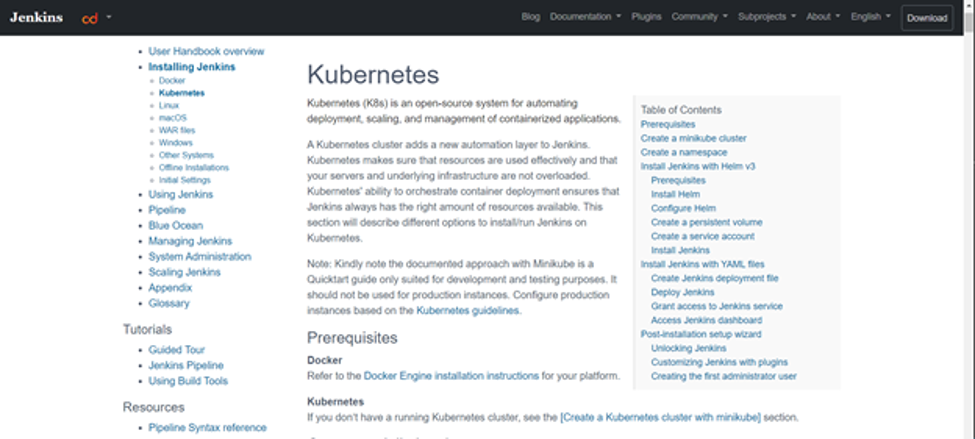 Jenkins cd Blog Documentation Plugins Community Subprojects About English Download
User Handbook overview
Installing Jenkins
Docker
Kubernetes
Linux
macOS
WAR files
Windows
Other Systems
Offline Installations
Initial Settings
Using Jenkins
Pipeline
Blue Ocean
Managing Jenkins
System Administration
Scaling Jenkins
Appendix
Glossary
Tutorials
Guided Tour
Jenkins Pipeline
Using Build Tools
Resources
Pipeline Syntax reference
Kubernetes
Kubernetes (K8s) is an open-source system for automating
deployment, scaling, and management of containerized applications.
A Kubernetes cluster adds a new automation layer to Jenkins.
Kubernetes makes sure that resources are used effectively and that
your servers and underlying infrastructure are not overloaded.
Kubernetes' ability to orchestrate container deployment ensures that
Jenkins always has the right amount of resources available. This
section will describe different options to install/run Jenkins on
Kubernetes.
Note: Kindly note the documented approach with Minikube is a
Quicktart guide only suited for development and testing purposes. It
should not be used for production instances. Configure production
instances based on the Kubernetes guidelines.
Prerequisites
Docker
Refer to the Docker Engine installation instructions for your platform.
Kubernetes
If you don't have a running Kubernetes cluster, see the [Create a Kubernetes cluster with minikube] section.
Table of Contents
Prerequisites
Create a minikube cluster
Create a namespace
Install Jenkins with Helm v3
Prerequisites
Install Helm
Configure Helm
Create a persistent volume
Create a service account
Install Jenkins
Install Jenkins with YAML files
Create Jenkins deployment file
Deploy Jenkins
Grant access to Jenkins service
Access Jenkins dashboard
Post-installation setup wizard
Unlocking Jenkins
Customizing Jenkins with plugins
Creating the first administrator user